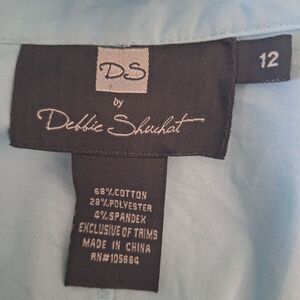 DS
12
by
Debbie Shuchat
68%COTTON
28%POLYESTER
4%SPANDEX
EXCLUSIVE OF TRIMS
MADE IN CHINA
RN#105664